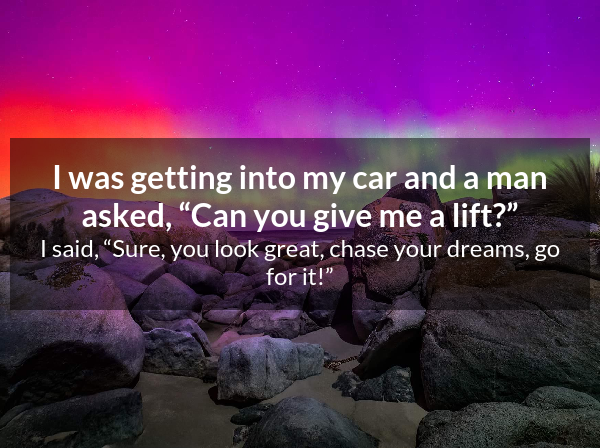 I was getting into my car and a man
asked, “Can you give me a lift?”
I said, “Sure, you look great, chase your dreams, go
for it!”